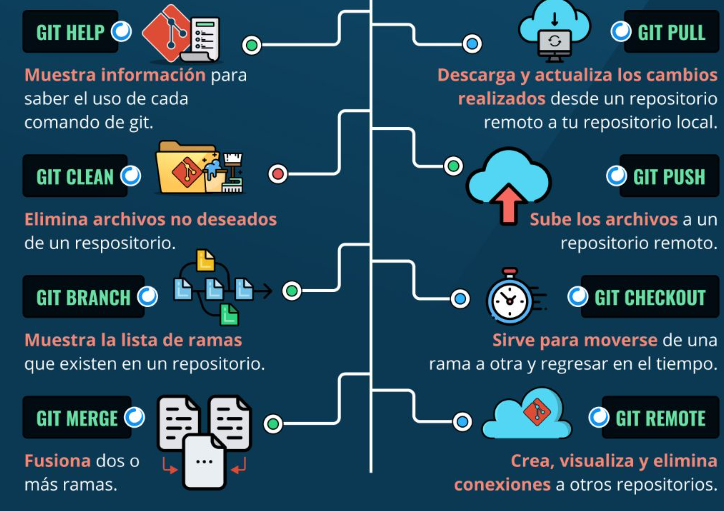 GIT HELP
Muestra información para
saber el uso de cada
comando de git.
GIT CLEAN
Elimina archivos no deseados
de un respositorio.
GIT BRANCH
Muestra la lista de ramas
que existen en un repositorio.
GIT MERGE
Fusiona dos o
más ramas.
GIT PULL
Descarga y actualiza los cambios
realizados desde un repositorio
remoto a tu repositorio local.
GIT PUSH
Sube los archivos a un
repositorio remoto.
GIT CHECKOUT
Sirve para moverse de una
rama a otra y regresar en el tiempo.
GIT REMOTE
Crea, visualiza y elimina
conexiones a otros repositorios.